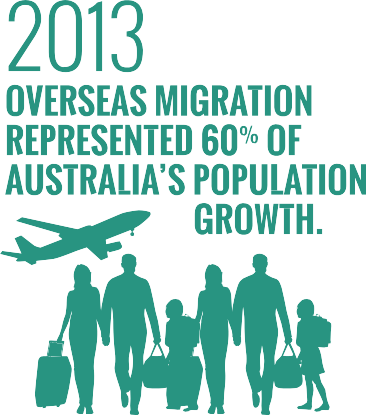 2013
OVERSEAS MIGRATION
REPRESENTED 60% OF
AUSTRALIA'S POPULATION
GROWTH.